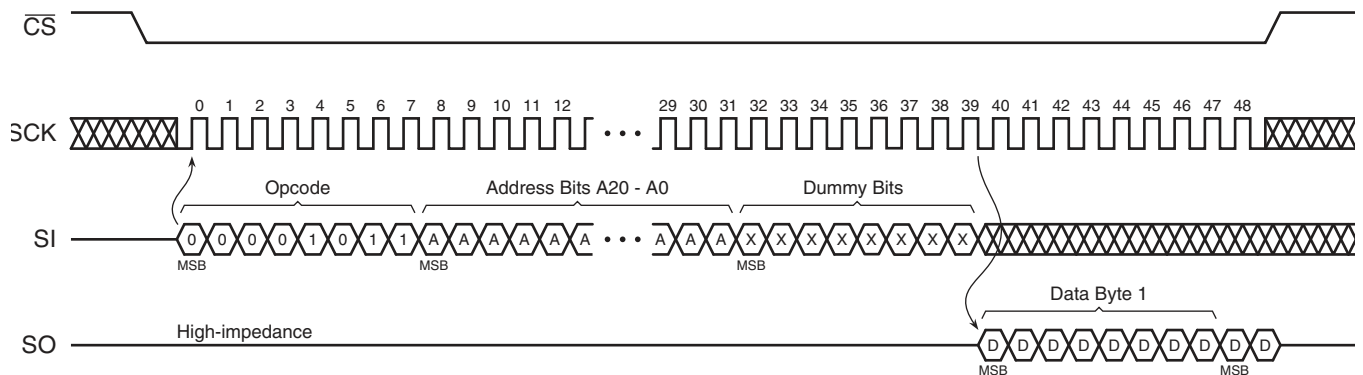 CS
0 1 2 3 4 5 6 7 8 9 10 11 12 29 30 31 32 33 34 35 36 37 38 39 40 41 42 43 44 45 46 47 48
SCK
Opcode Address Bits A20 - A0 Dummy Bits
SI 0 0 0 0 1 0 1 1 A A A A A A • • • A A A X X X X X X X X
MSB MSB MSB
Data Byte 1
High-impedance
SO D D D D D D D D D D
MSB MSB